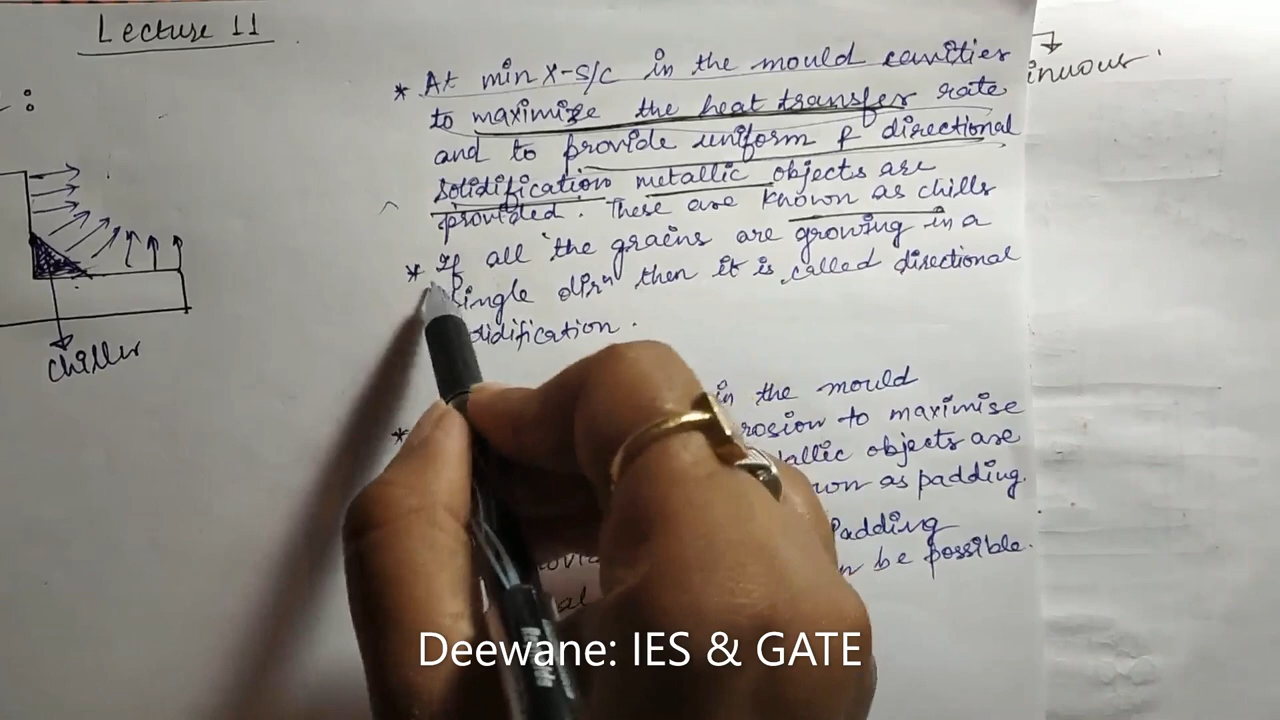 Lecture 11
:
inuous.
* At min X-S/C in the mould cavities
to maximize the heat transfer rate
and to provide uniform & directional
solidification metallic objects are
provided. These are known as chills
* If all the grains are growing in a
single dirn then it is called directional
solidification.
chiller
* in the mould
rosion to maximise
tallic objects are
own as padding.
Padding
n be possible.
ovi
al
Deewane: IES & GATE